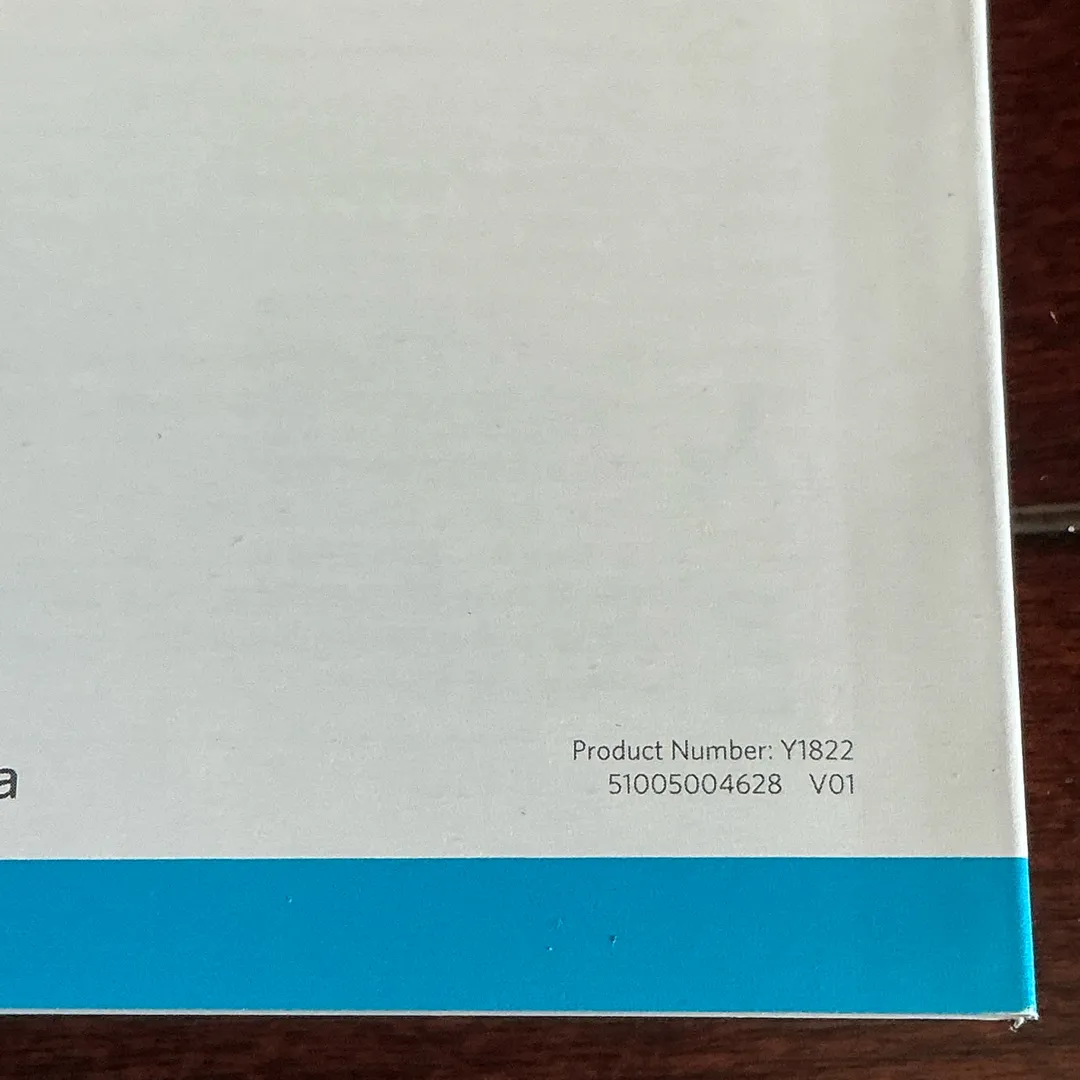 Product Number: Y1822
51005004628 V01
a